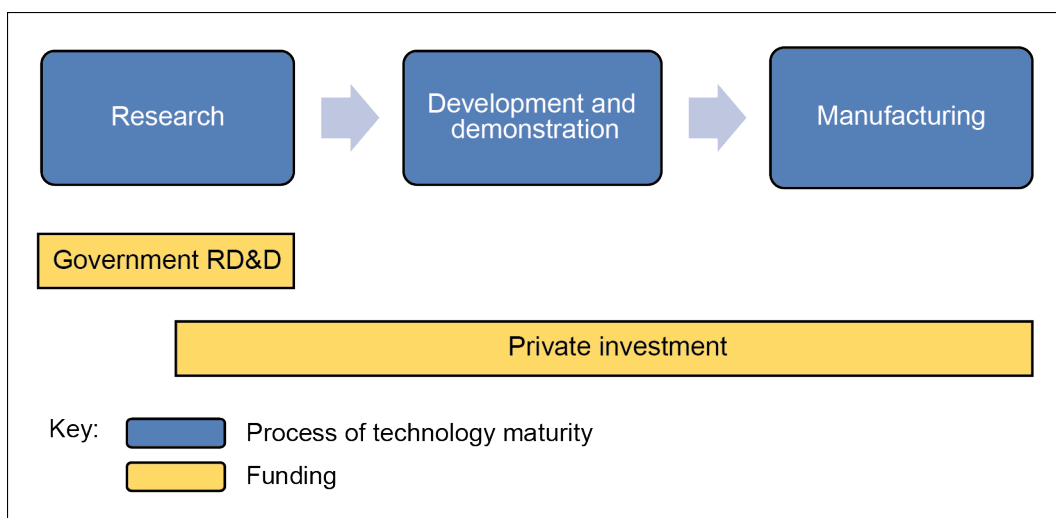 Research
Development and
demonstration
Manufacturing
Government RD&D
Private investment
Key:
Process of technology maturity
Funding